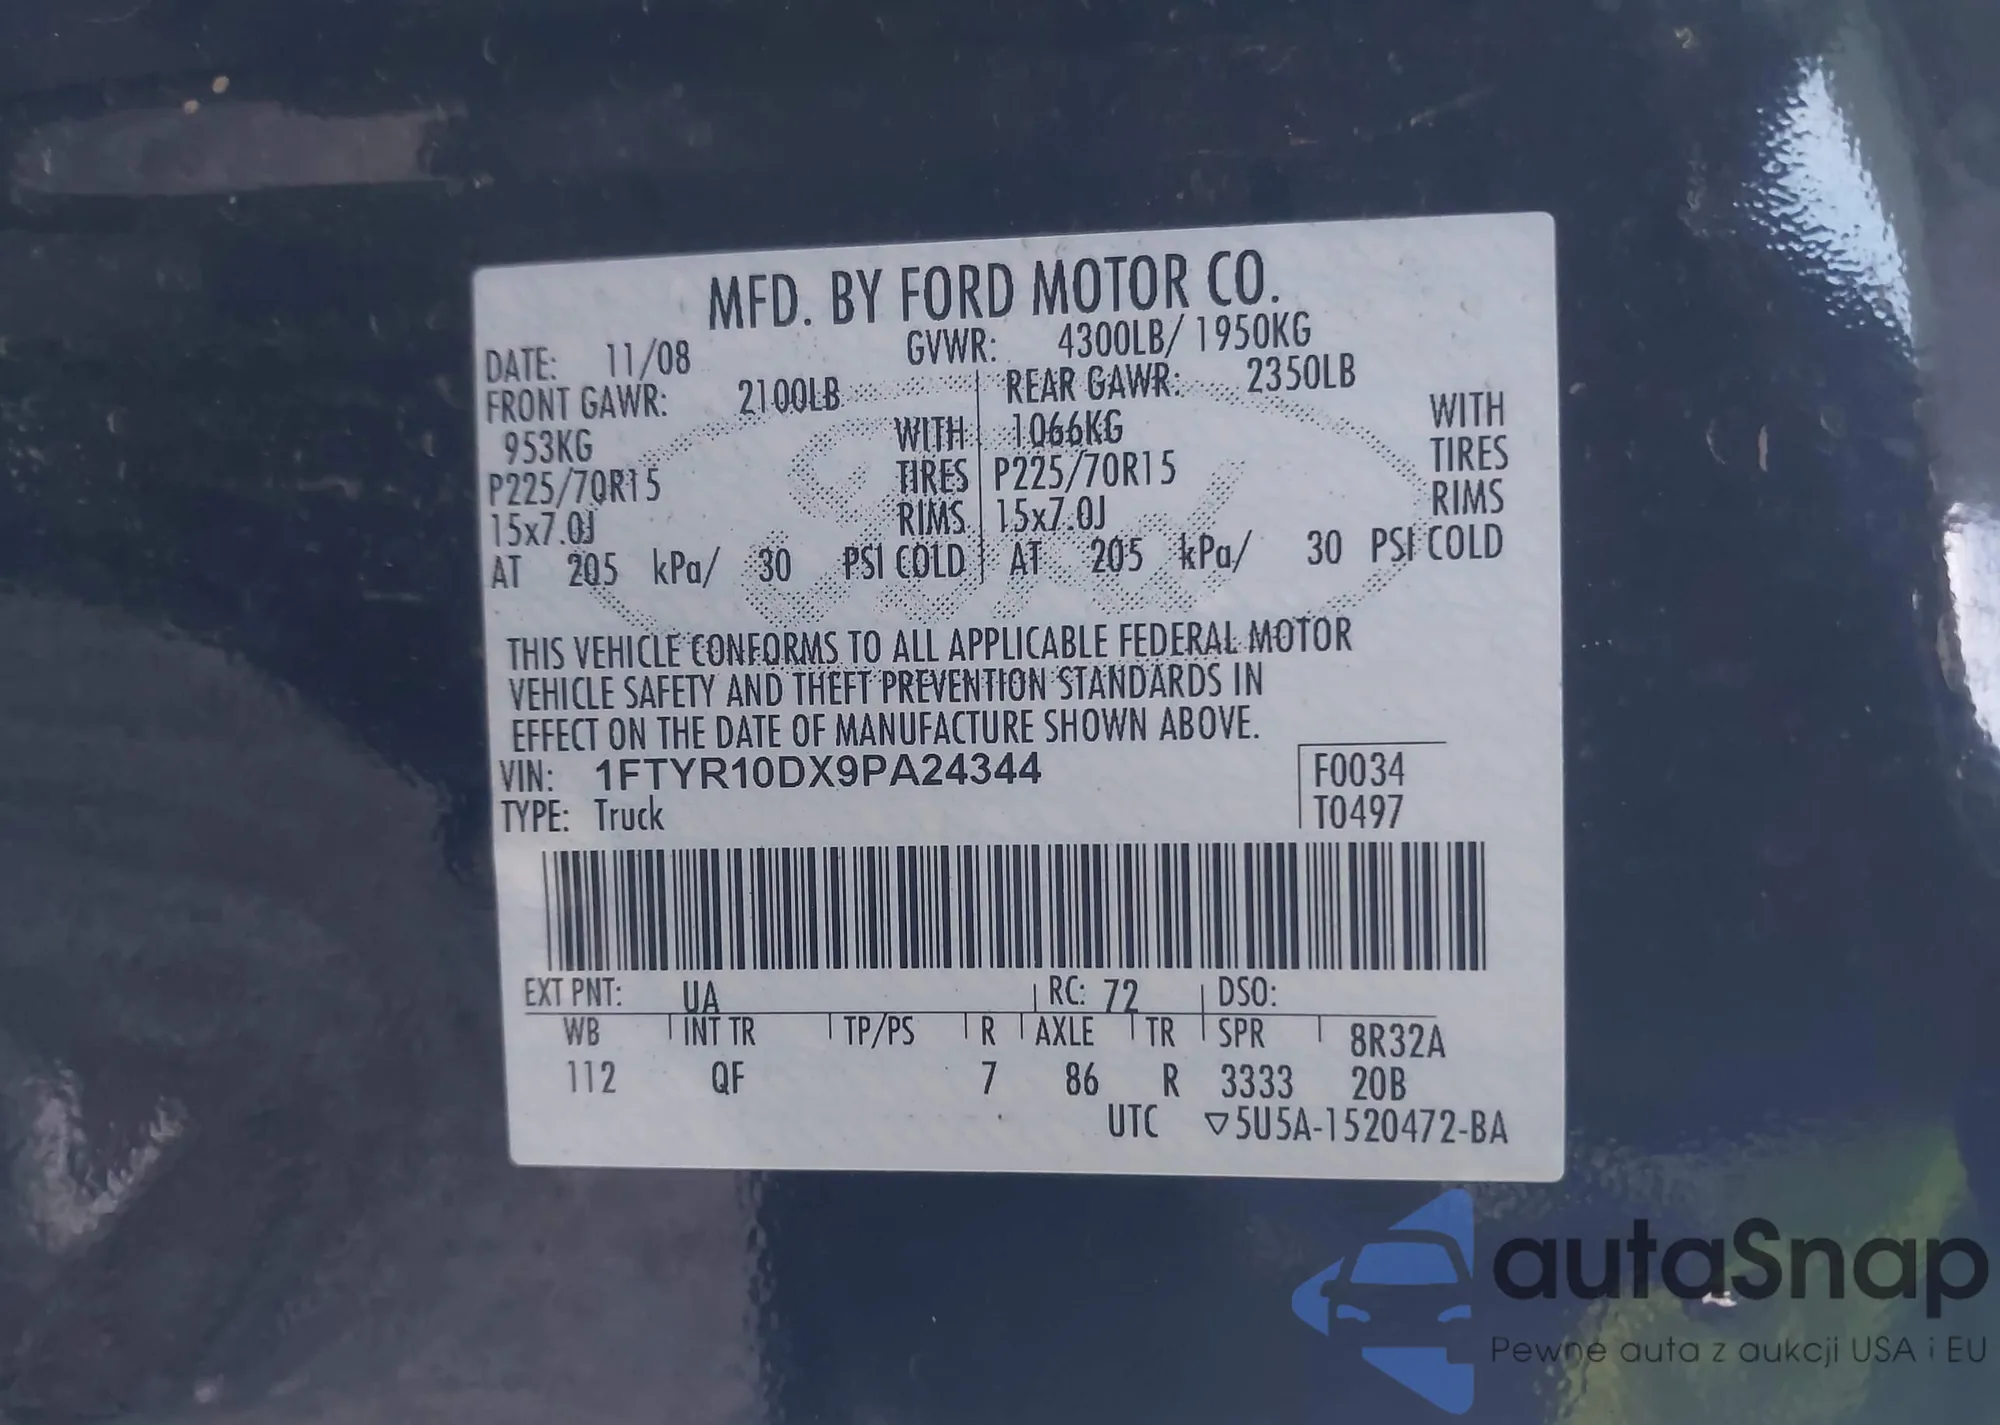 MFD. BY FORD MOTOR CO.
DATE: 11/08 GVWR: 4300LB/ 1950KG
FRONT GAWR: 2100LB REAR GAWR: 2350LB
953KG WITH 1066KG WITH
P225/70R15 TIRES P225/70R15 TIRES
15x7.0J RIMS 15x7.0J RIMS
AT 205 kPa/ 30 PSI COLD AT 205 kPa/ 30 PSI COLD
THIS VEHICLE CONFORMS TO ALL APPLICABLE FEDERAL MOTOR
VEHICLE SAFETY AND THEFT PREVENTION STANDARDS IN
EFFECT ON THE DATE OF MANUFACTURE SHOWN ABOVE.
VIN: 1FTYR10DX9PA24344 F0034
TYPE: Truck T0497
EXT PNT: UA RC: 72 DSO:
WB INT TR TP/PS R AXLE TR SPR 8R32A
112 QF 7 86 R 3333 20B
UTC ▽5U5A-1520472-BA
autaSnap
Pewne auta z aukcji USA i EU